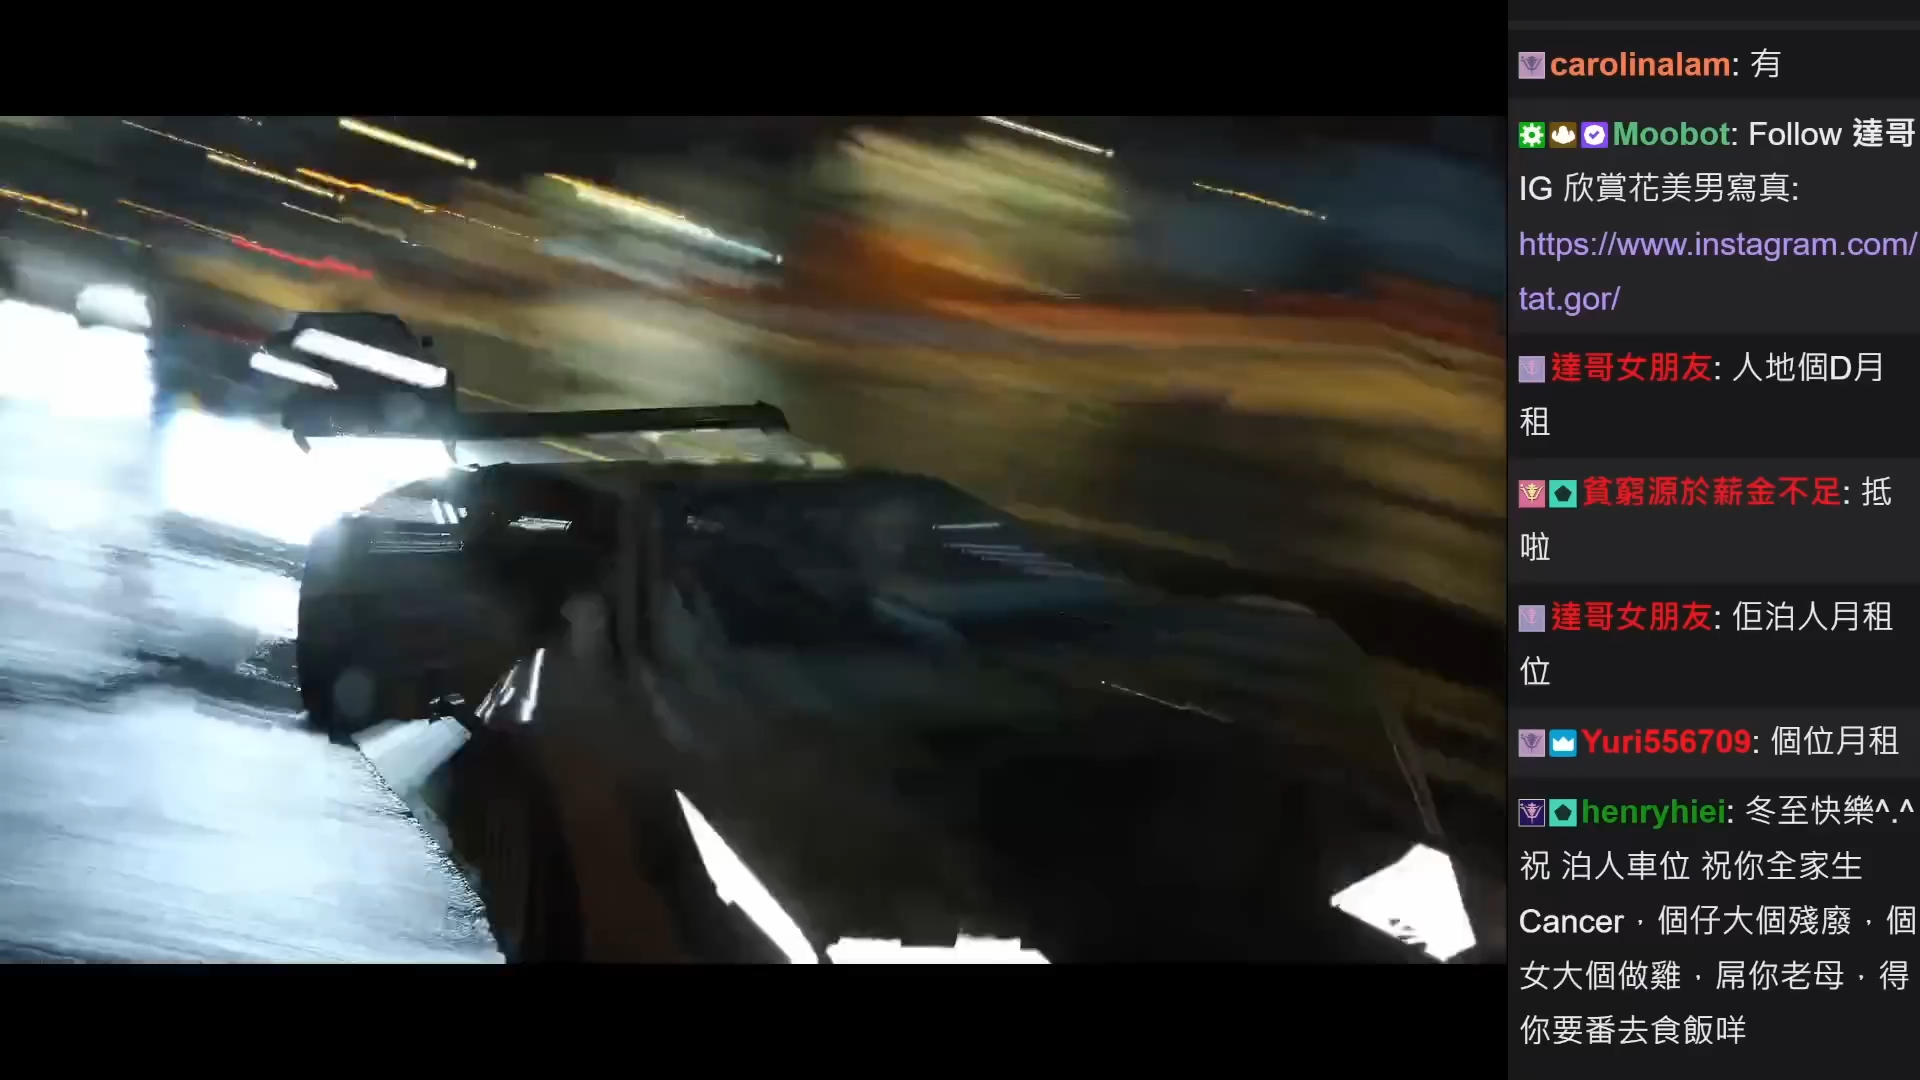 carolinalam: 有
Moobot: Follow 達哥
IG 欣賞花美男寫真:
https://www.instagram.com/
tat.gor/
達哥女朋友: 人地個D月
租
貧窮源於薪金不足: 抵
啦
達哥女朋友: 佢泊人月租
位
Yuri556709: 個位月租
henryhiei: 冬至快樂^.^
祝 泊人車位 祝你全家生
Cancer，個仔大個殘廢，個
女大個做雞，屌你老母，得
你要番去食飯咩